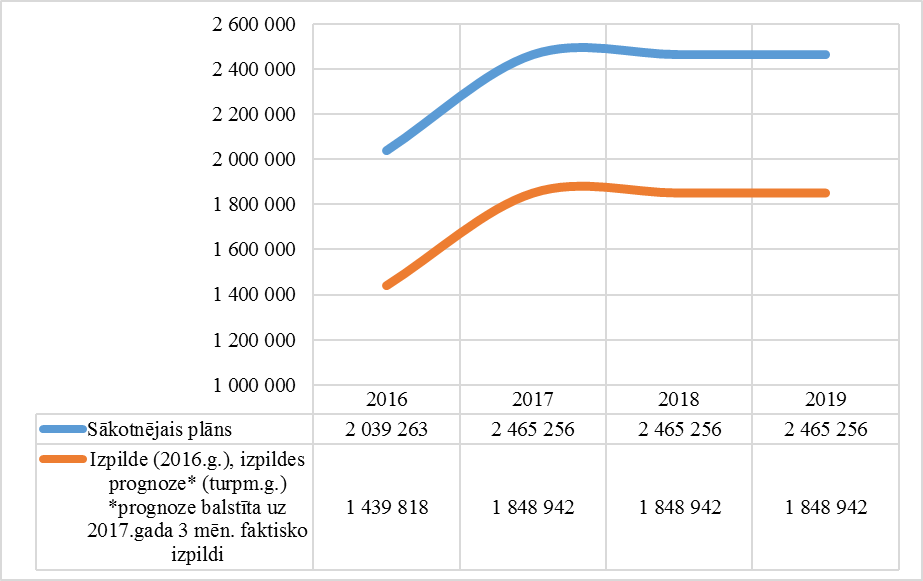 2 600 000
2 400 000
2 200 000
2 000 000
1 800 000
1 600 000
1 400 000
1 200 000
1 000 000
2016 2017 2018 2019
Sākotnējais plāns 2 039 263 2 465 256 2 465 256 2 465 256
Izpilde (2016.g.), izpildes
prognoze* (turpm.g.)
*prognoze balstīta uz 1 439 818 1 848 942 1 848 942 1 848 942
2017.gada 3 mēn. faktisko
izpildi